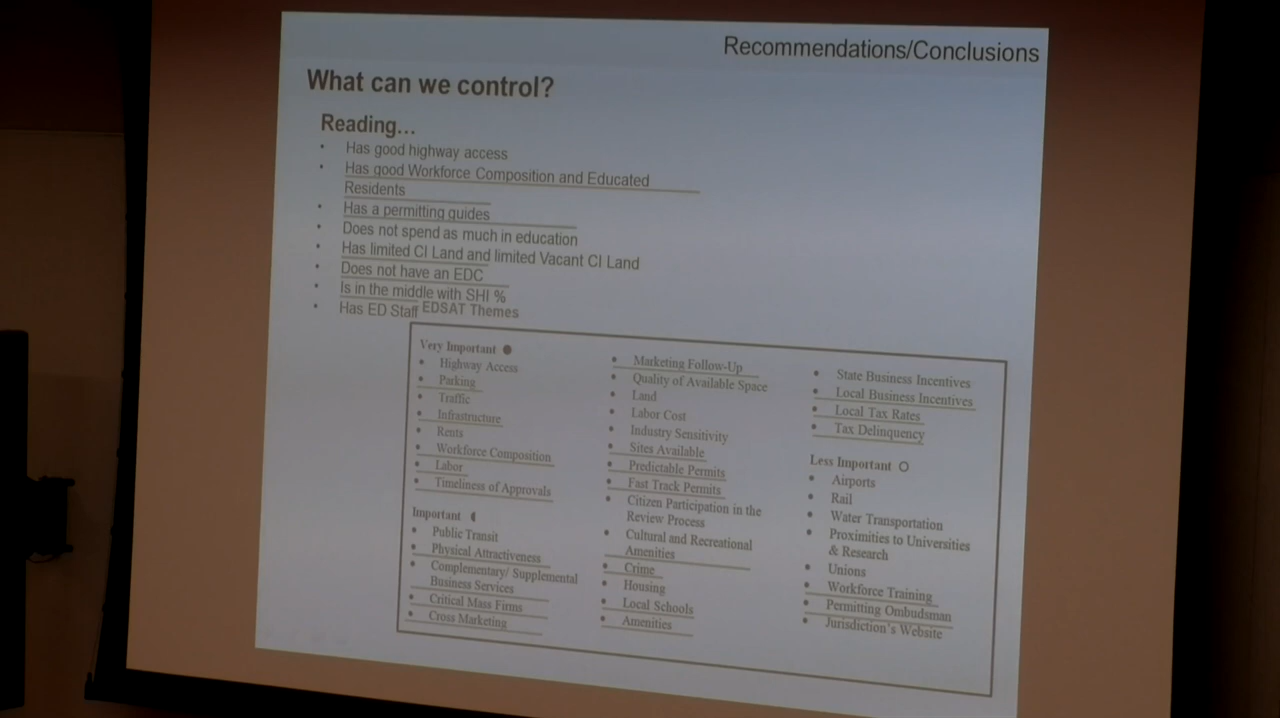 Recommendations/Conclusions
What can we control?
Reading…
• Has good highway access
• Has good Workforce Composition and Educated
Residents
• Has a permitting guides
• Does not spend as much in education
• Has limited CI Land and limited Vacant CI Land
• Does not have an EDC
• Is in the middle with SHI %
• Has ED Staff
EDSAT Themes
Very Important
• Highway Access
• Parking
• Traffic
• Infrastructure
• Rents
• Workforce Composition
• Labor
• Timeliness of Approvals
Important
• Public Transit
• Physical Attractiveness
• Complementary/ Supplemental
Business Services
• Critical Mass Firms
• Cross Marketing
• Marketing Follow-Up
• Quality of Available Space
• Land
• Labor Cost
• Industry Sensitivity
• Sites Available
• Predictable Permits
• Fast Track Permits
• Citizen Participation in the
Review Process
• Cultural and Recreational
Amenities
• Crime
• Housing
• Local Schools
• Amenities
• State Business Incentives
• Local Business Incentives
• Local Tax Rates
• Tax Delinquency
Less Important
• Airports
• Rail
• Water Transportation
• Proximities to Universities
& Research
• Unions
• Workforce Training
• Permitting Ombudsman
• Jurisdiction's Website